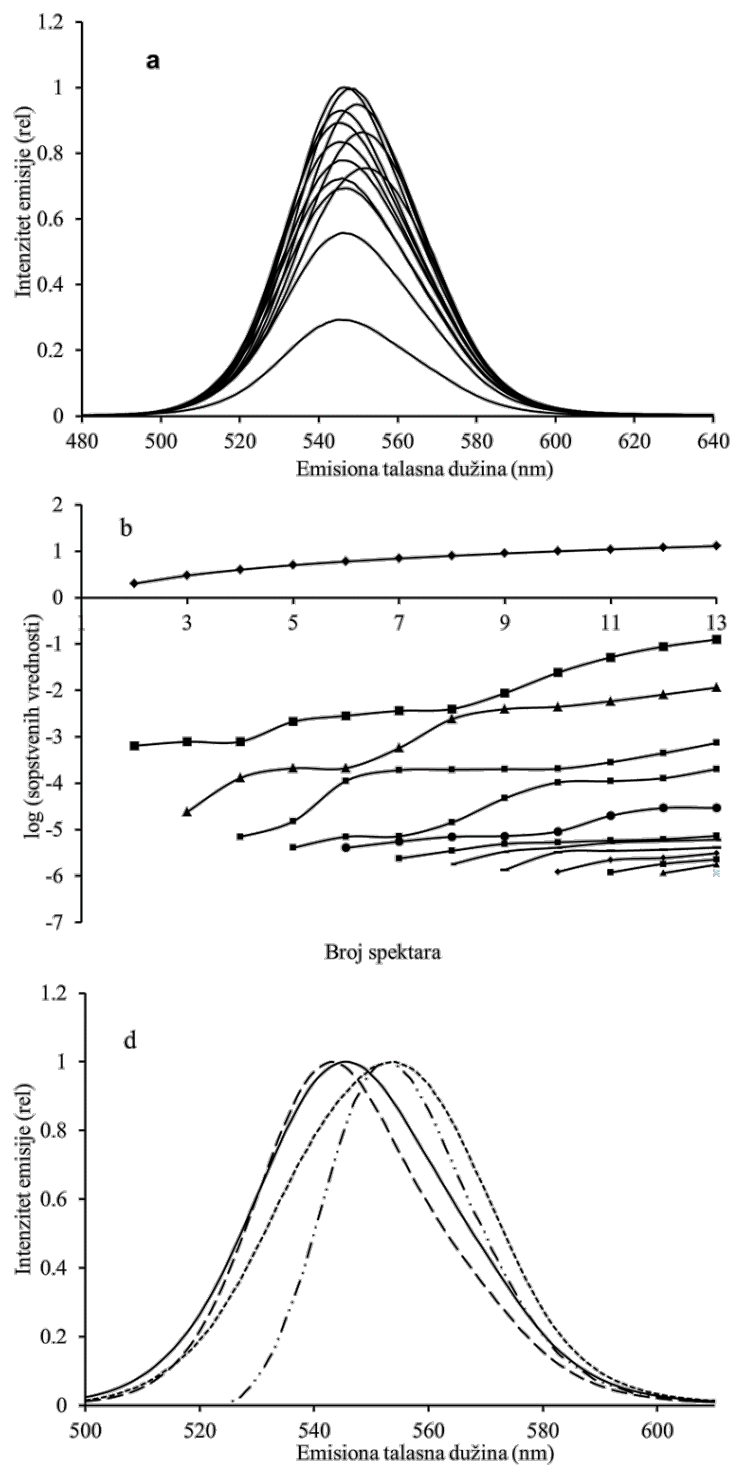 1.2
a
1
0.8
0.6
0.4
0.2
0
Intenzitet emisije (rel)
480 500 520 540 560 580 600 620 640
Emisiona talasna dužina (nm)
2
b
1
0
1 3 5 7 9 11 13
-1
-2
-3
-4
-5
-6
-7
log (sopstvenih vrednosti)
Broj spektara
1.2
d
1
0.8
0.6
0.4
0.2
0
Intenzitet emisije (rel)
500 520 540 560 580 600
Emisiona talasna dužina (nm)